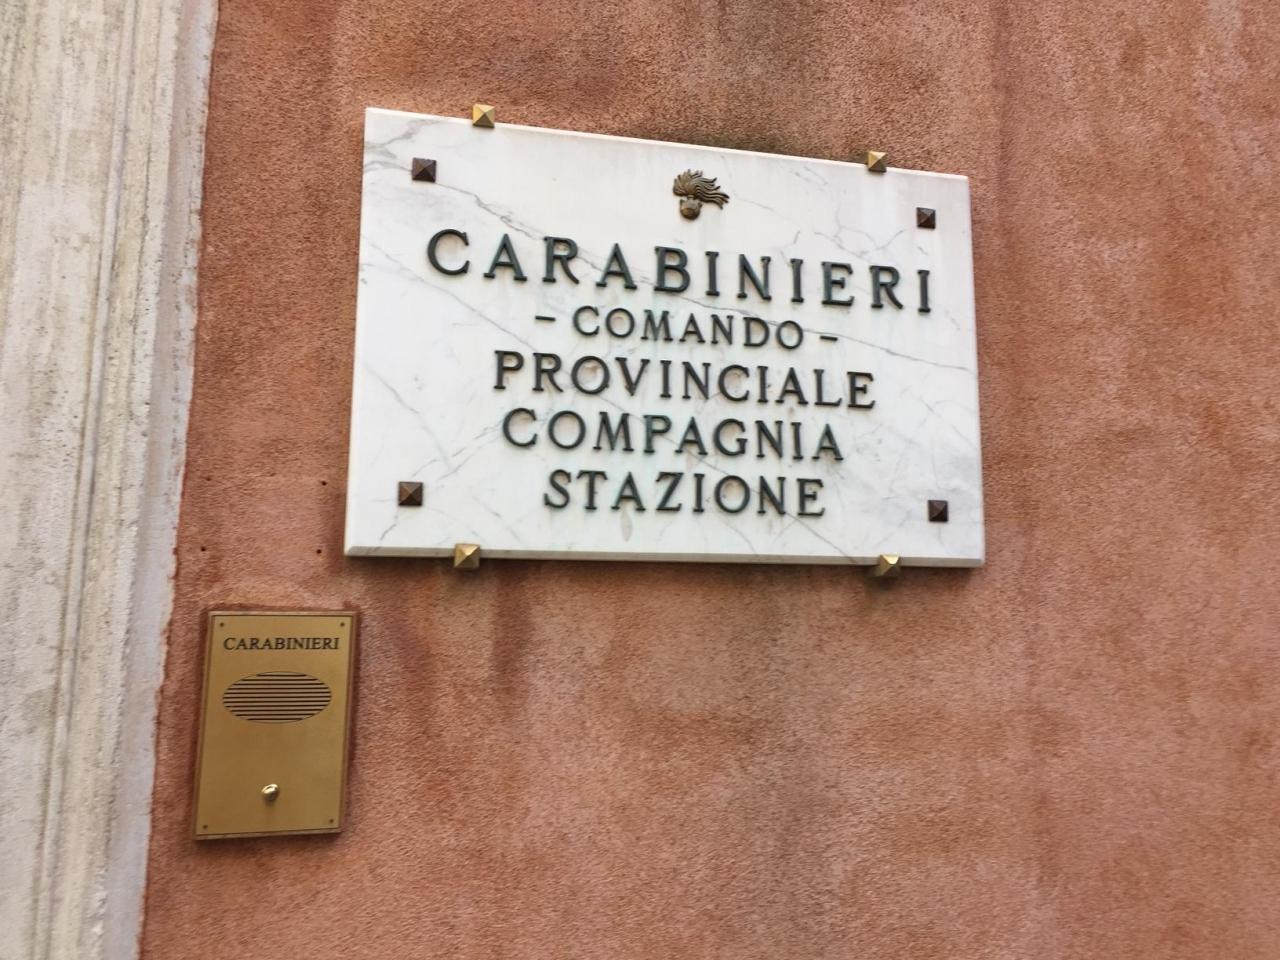 CARABINIERI
- COMANDO -
PROVINCIALE
COMPAGNIA
STAZIONE
CARABINIERI